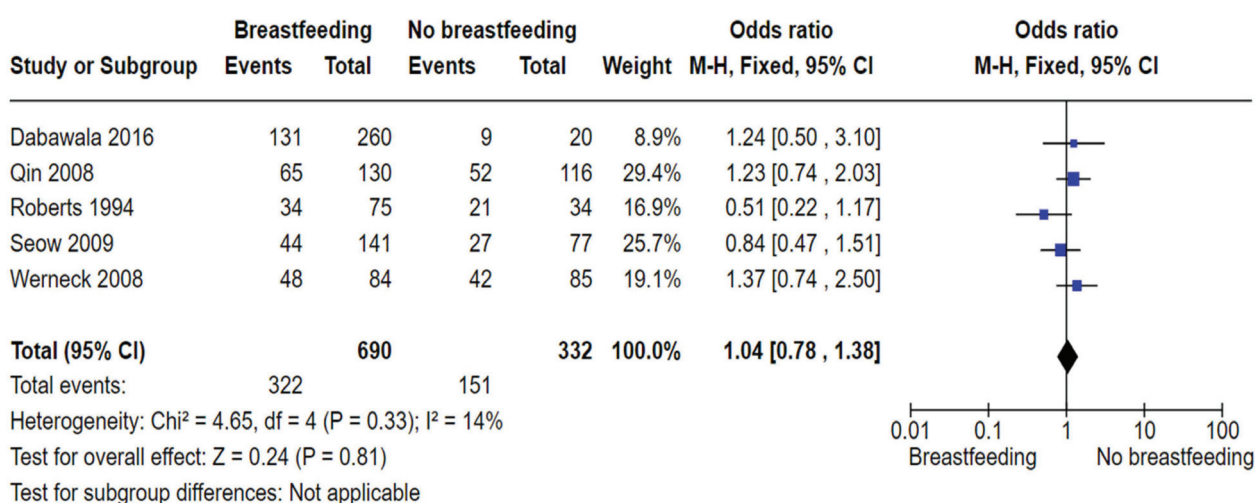 Breastfeeding No breastfeeding Odds ratio Odds ratio
Study or Subgroup Events Total Events Total Weight M-H, Fixed, 95% CI M-H, Fixed, 95% CI
Dabawala 2016 131 260 9 20 8.9% 1.24 [0.50 , 3.10]
Qin 2008 65 130 52 116 29.4% 1.23 [0.74 , 2.03]
Roberts 1994 34 75 21 34 16.9% 0.51 [0.22 , 1.17]
Seow 2009 44 141 27 77 25.7% 0.84 [0.47 , 1.51]
Werneck 2008 48 84 42 85 19.1% 1.37 [0.74 , 2.50]
Total (95% CI) 690 332 100.0% 1.04 [0.78 , 1.38]
Total events: 322 151
Heterogeneity: Chi² = 4.65, df = 4 (P = 0.33); I² = 14%
Test for overall effect: Z = 0.24 (P = 0.81)
Test for subgroup differences: Not applicable
0.01 0.1 1 10 100
Breastfeeding No breastfeeding